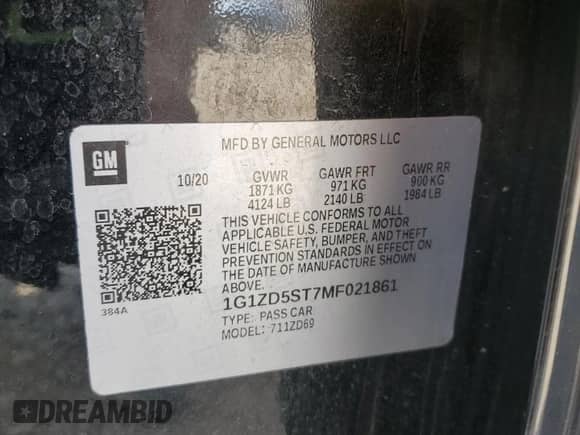 MFD BY GENERAL MOTORS LLC
GM
10/20 GVWR GAWR FRT GAWR RR
1871 KG 971 KG 900 KG
4124 LB 2140 LB 1984 LB
THIS VEHICLE CONFORMS TO ALL
APPLICABLE U.S. FEDERAL MOTOR
VEHICLE SAFETY, BUMPER, AND THEFT
PREVENTION STANDARDS IN EFFECT ON
THE DATE OF MANUFACTURE SHOWN
ABOVE.
384A
1G1ZD5ST7MF021861
TYPE: PASS CAR
MODEL: 711ZD69
DREAMBID